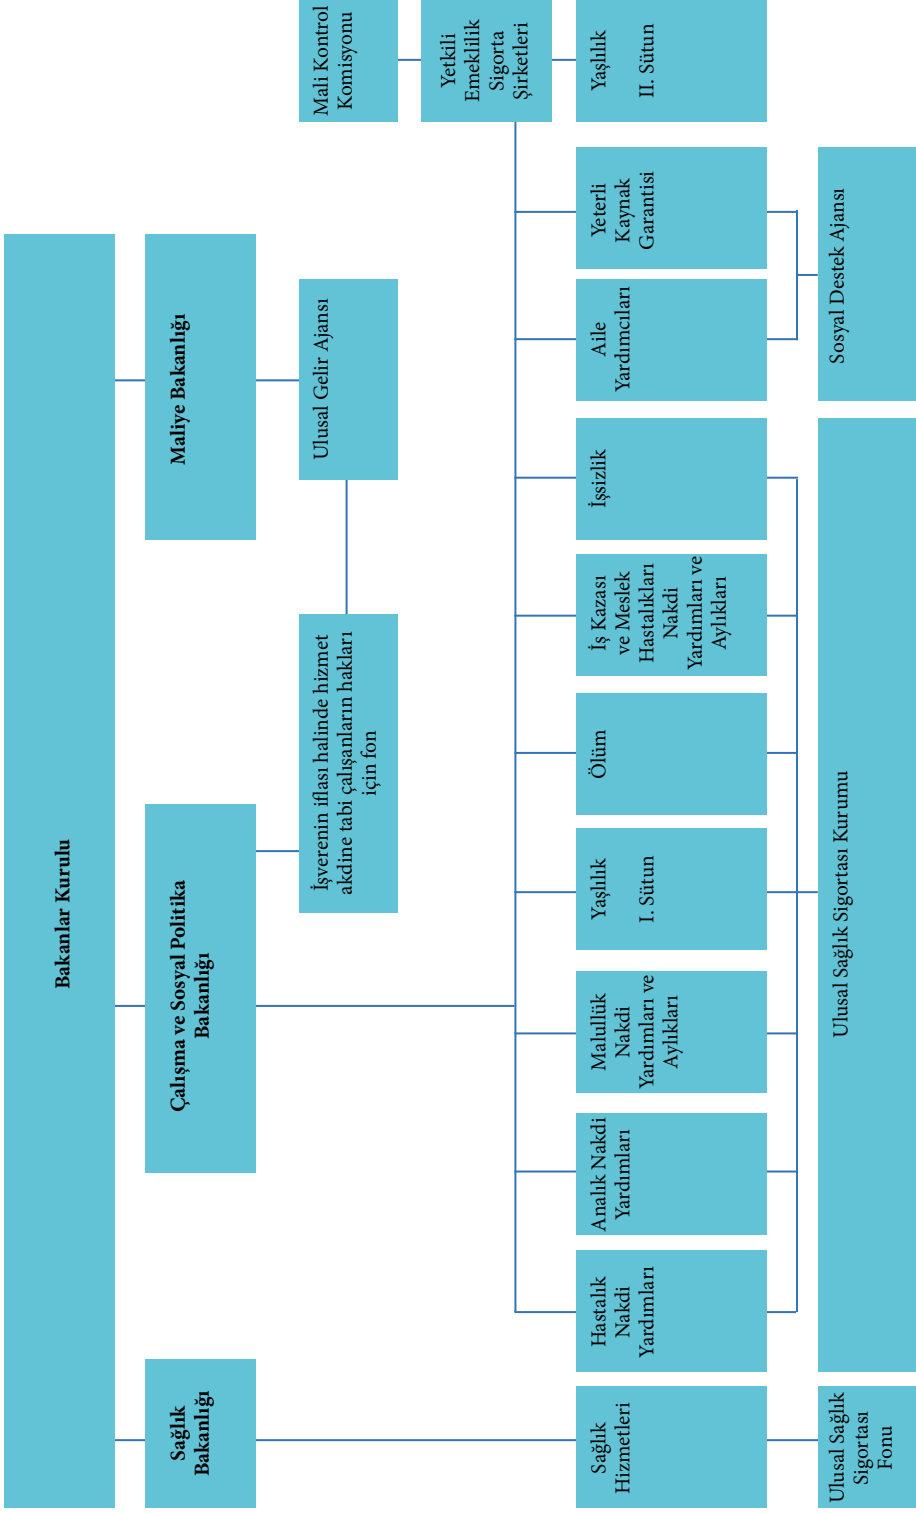 Bakanlar Kurulu
Sağlık
Bakanlığı
Çalışma ve Sosyal Politika
Bakanlığı
Maliye Bakanlığı
İşverenin iflası halinde hizmet
akdine tabi çalışanların hakları
için fon
Ulusal Gelir Ajansı
Mali Kontrol
Komisyonu
Yetkili
Emeklilik
Sigorta
Şirketleri
Sağlık
Hizmetleri
Hastalık
Nakdi
Yardımları
Analık Nakdi
Yardımları
Malullük
Nakdi
Yardımları ve
Aylıkları
Yaşlılık
I. Sütun
Ölüm
İş Kazası
ve Meslek
Hastalıkları
Nakdi
Yardımları ve
Aylıkları
İşsizlik
Aile
Yardımcıları
Yeterli
Kaynak
Garantisi
Yaşlılık
II. Sütun
Ulusal Sağlık
Sigortası
Fonu
Ulusal Sağlık Sigortası Kurumu
Sosyal Destek Ajansı